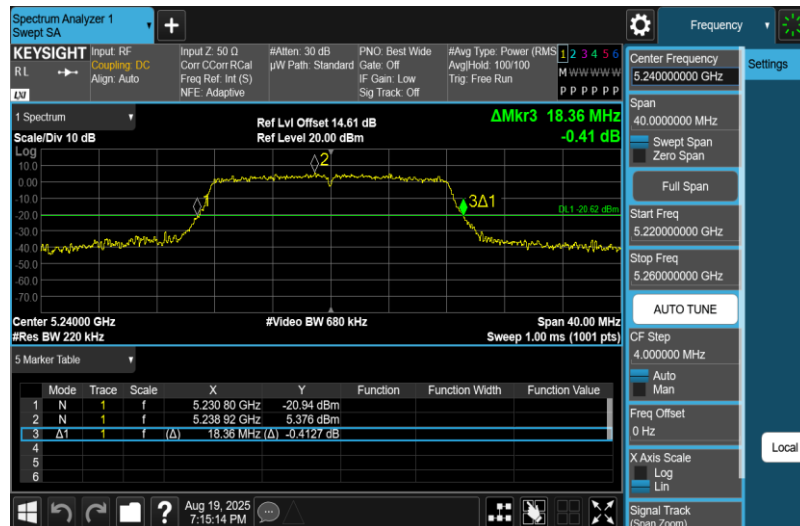 Spectrum Analyzer 1
Swept SA
+
Frequency
KEYSIGHT
RL
LXI
Input: RF
Coupling: DC
Align: Auto
Input Z: 50 Ω
Corr CCorr RCal
Freq Ref: Int (S)
NFE: Adaptive
#Atten: 30 dB
µW Path: Standard
PNO: Best Wide
Gate: Off
IF Gain: Low
Sig Track: Off
#Avg Type: Power (RMS
Avg|Hold: 100/100
Trig: Free Run
1 2 3 4 5 6
M W W W W W
P P P P P P
1 Spectrum
Scale/Div 10 dB
Ref Lvl Offset 14.61 dB
Ref Level 20.00 dBm
ΔMkr3 18.36 MHz
-0.41 dB
Log
10.0
0.00
-10.0
-20.0
-30.0
-40.0
-50.0
-60.0
-70.0
1
2
3Δ1
DL1 -20.62 dBm
Center 5.24000 GHz
#Res BW 220 kHz
#Video BW 680 kHz
Span 40.00 MHz
Sweep 1.00 ms (1001 pts)
5 Marker Table
Mode Trace Scale X Y Function Function Width Function Value
1 N 1 f 5.230 80 GHz -20.94 dBm
2 N 1 f 5.238 92 GHz 5.376 dBm
3 Δ1 1 f (Δ) 18.36 MHz (Δ) -0.4127 dB
4
5
6
Center Frequency
5.240000000 GHz
Span
40.0000000 MHz
Swept Span
Zero Span
Full Span
Start Freq
5.220000000 GHz
Stop Freq
5.260000000 GHz
AUTO TUNE
CF Step
4.000000 MHz
Auto
Man
Freq Offset
0 Hz
X Axis Scale
Log
Lin
Signal Track
(Span Zoom)
Settings
Local
?
Aug 19, 2025
7:15:14 PM